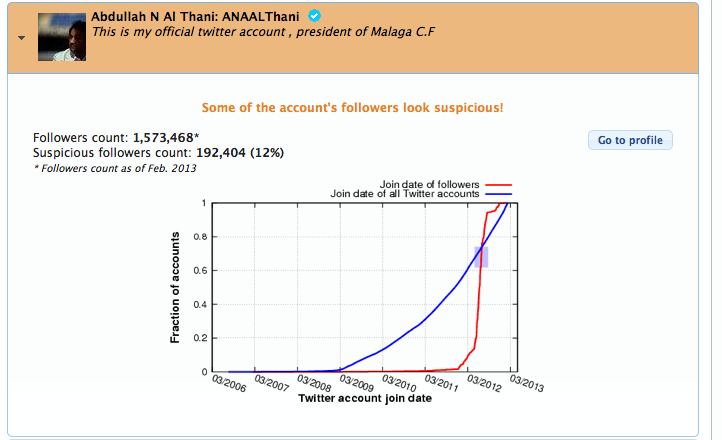 Abdullah N Al Thani: ANAALThani
This is my official twitter account , president of Malaga C.F
Some of the account's followers look suspicious!
Followers count: 1,573,468*
Suspicious followers count: 192,404 (12%)
* Followers count as of Feb. 2013
Go to profile
Join date of followers
Join date of all Twitter accounts
1
0.8
0.6
0.4
0.2
0
Fraction of accounts
03/2006 03/2007 03/2008 03/2009 03/2010 03/2011 03/2012 03/2013
Twitter account join date